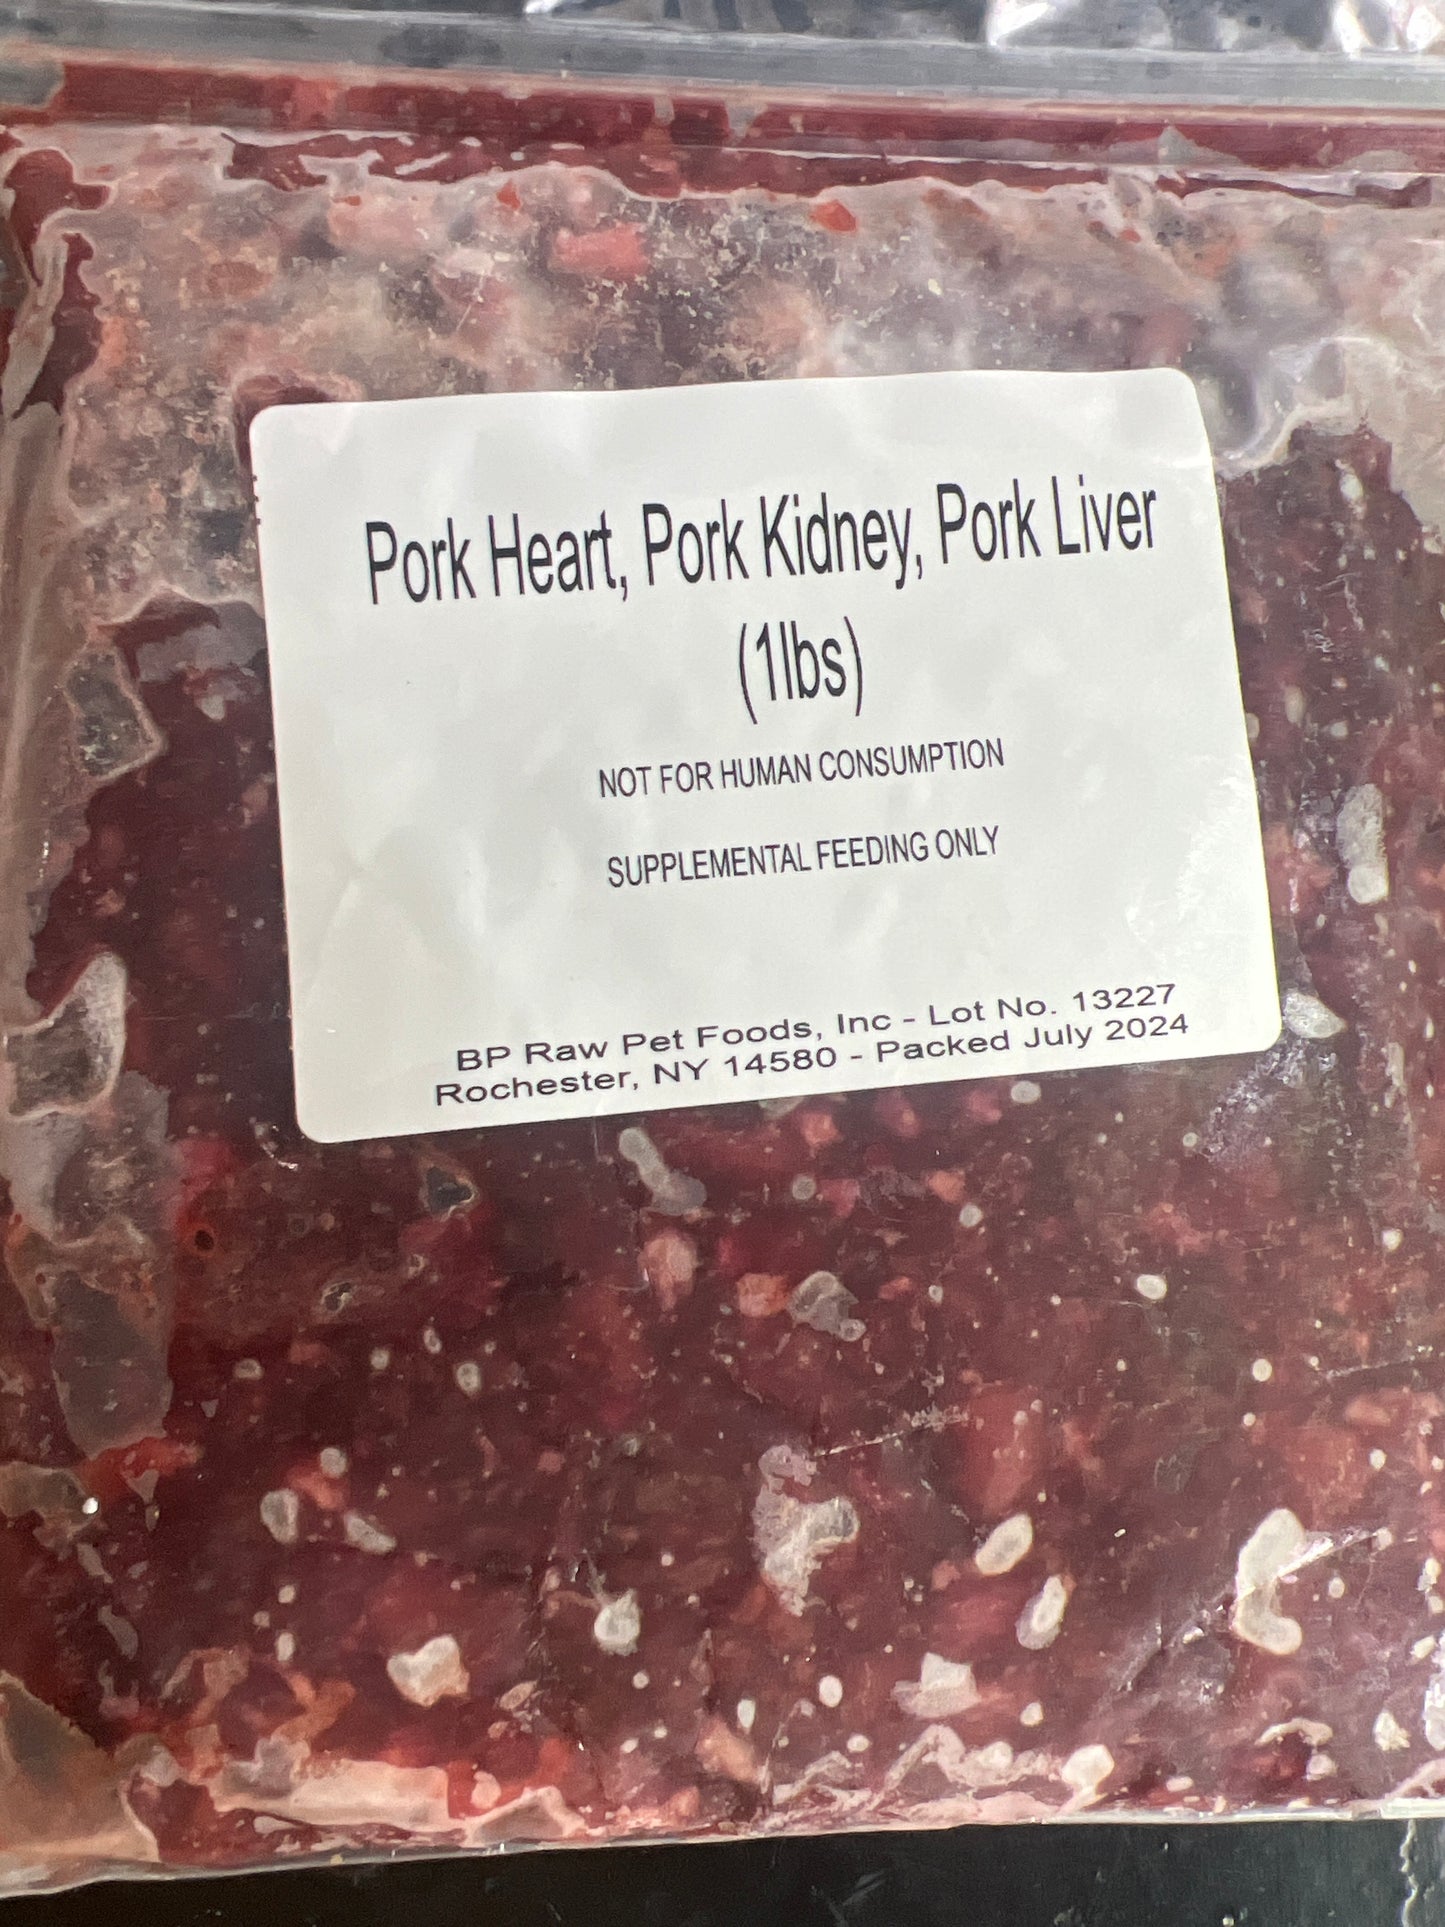 Pork Heart, Pork Kidney, Pork Liver
(1lbs)
NOT FOR HUMAN CONSUMPTION
SUPPLEMENTAL FEEDING ONLY
BP Raw Pet Foods, Inc - Lot No. 13227
Rochester, NY 14580 - Packed July 2024